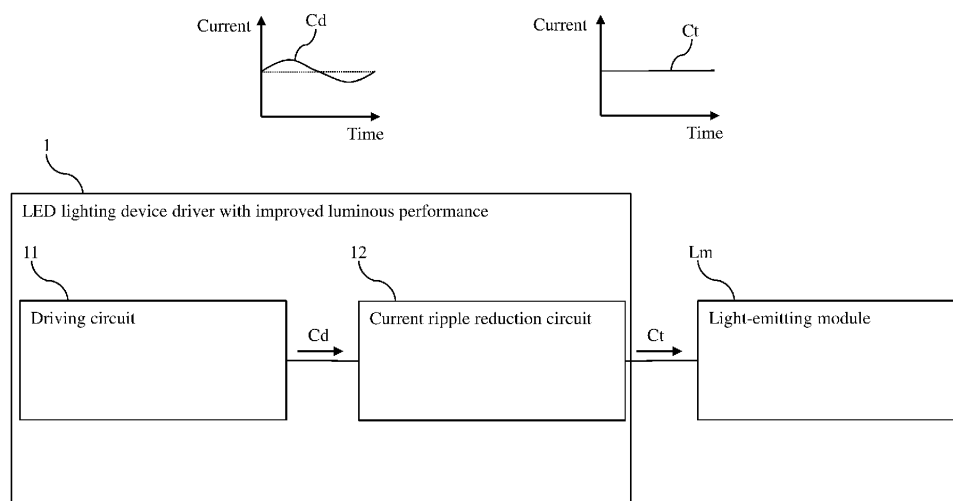 Current
Cd
Time
Current
Ct
Time
1
LED lighting device driver with improved luminous performance
11
12
Lm
Driving circuit
Current ripple reduction circuit
Light-emitting module
Cd
Ct